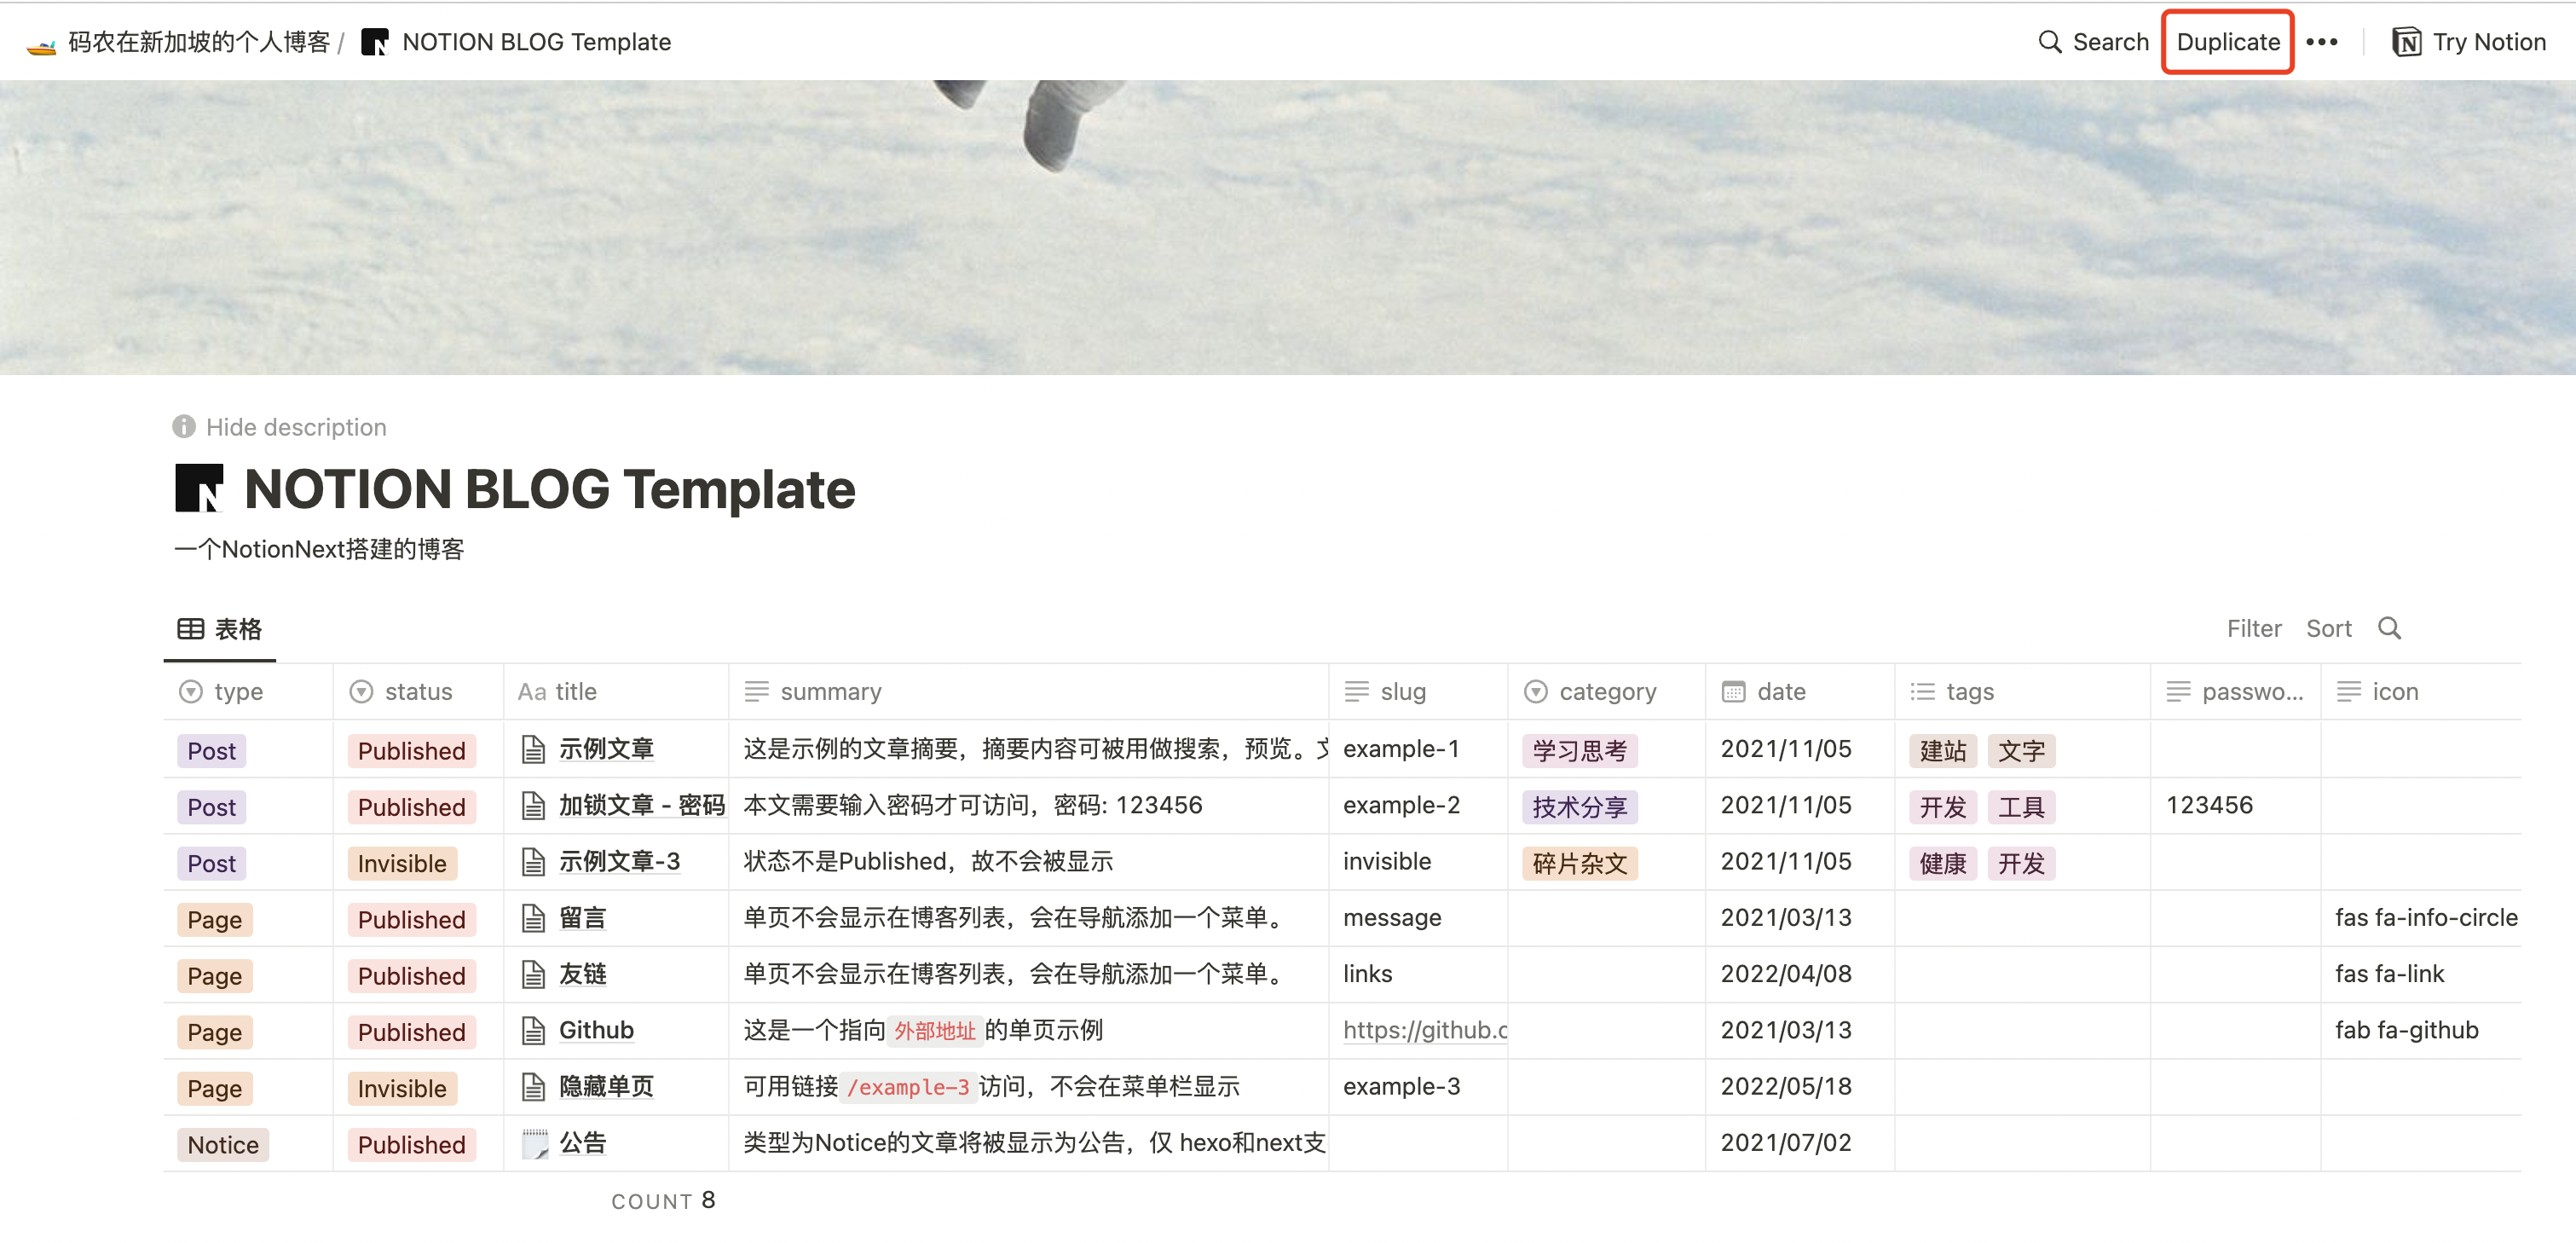 码农在新加坡的个人博客 / NOTION BLOG Template Search Duplicate ••• Try Notion
Hide description
NOTION BLOG Template
一个NotionNext搭建的博客
表格 Filter Sort
type status Aa title summary slug category date tags passwo... icon
Post Published 示例文章 这是示例的文章摘要，摘要内容可被用做搜索，预览。 example-1 学习思考 2021/11/05 建站 文字
Post Published 加锁文章 - 密码 本文需要输入密码才可访问，密码: 123456 example-2 技术分享 2021/11/05 开发 工具 123456
Post Invisible 示例文章-3 状态不是Published，故不会被显示 invisible 碎片杂文 2021/11/05 健康 开发
Page Published 留言 单页不会显示在博客列表，会在导航添加一个菜单。 message 2021/03/13 fas fa-info-circle
Page Published 友链 单页不会显示在博客列表，会在导航添加一个菜单。 links 2022/04/08 fas fa-link
Page Published Github 这是一个指向 外部地址 的单页示例 https://github.c 2021/03/13 fab fa-github
Page Invisible 隐藏单页 可用链接 /example-3 访问，不会在菜单栏显示 example-3 2022/05/18
Notice Published 公告 类型为Notice的文章将被显示为公告，仅 hexo和next支 2021/07/02
COUNT 8